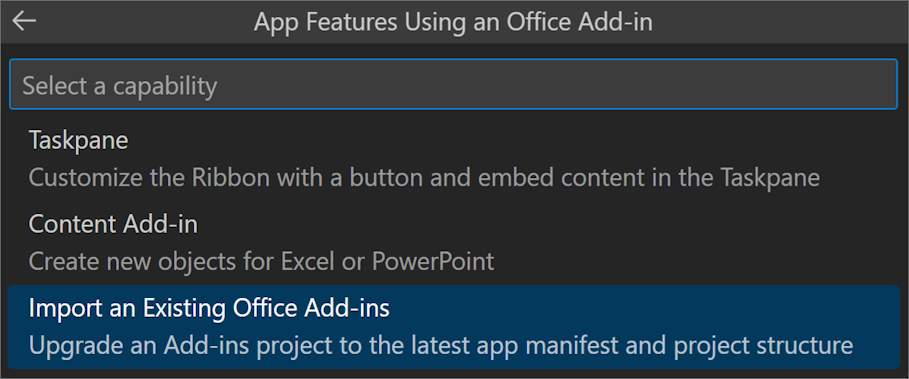 App Features Using an Office Add-in
Select a capability
Taskpane
Customize the Ribbon with a button and embed content in the Taskpane
Content Add-in
Create new objects for Excel or PowerPoint
Import an Existing Office Add-ins
Upgrade an Add-ins project to the latest app manifest and project structure